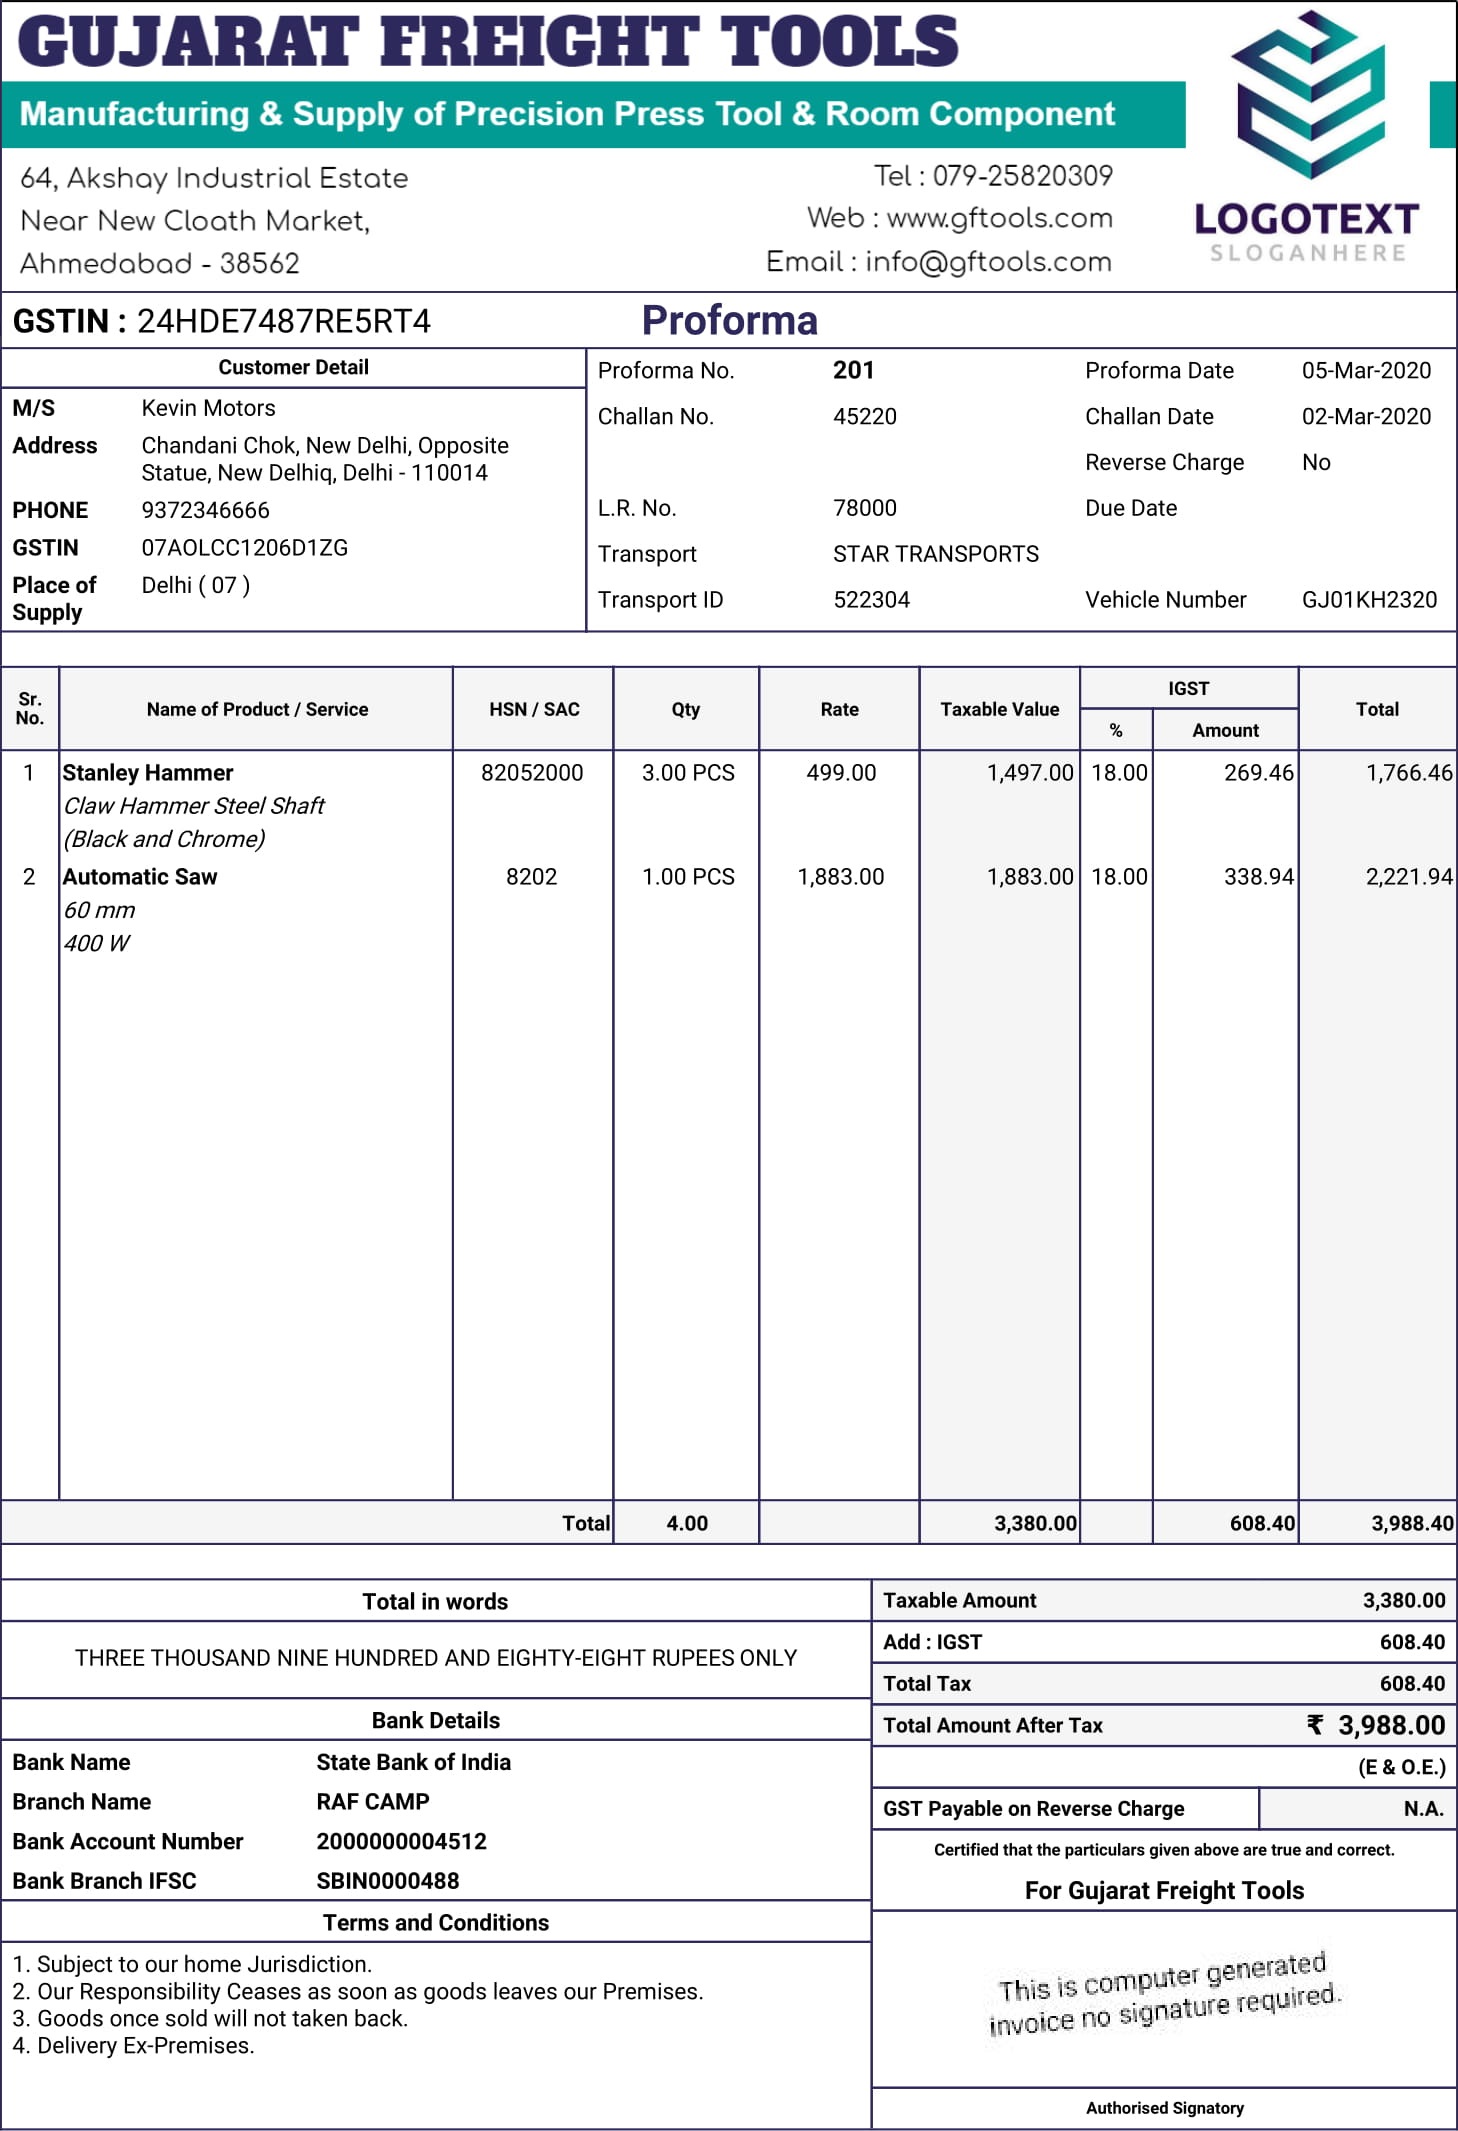 GUJARAT FREIGHT TOOLS
Manufacturing & Supply of Precision Press Tool & Room Component
64, Akshay Industrial Estate
Near New Cloath Market,
Ahmedabad - 38562
Tel : 079-25820309
Web : www.gftools.com
Email : info@gftools.com
LOGOTEXT
SLOGANHERE
GSTIN : 24HDE7487RE5RT4
Proforma
Customer Detail
M/S Kevin Motors
Address Chandani Chok, New Delhi, Opposite
Statue, New Delhiq, Delhi - 110014
PHONE 9372346666
GSTIN 07AOLCC1206D1ZG
Place of Delhi ( 07 )
Supply
Proforma No. 201 Proforma Date 05-Mar-2020
Challan No. 45220 Challan Date 02-Mar-2020
Reverse Charge No
L.R. No. 78000 Due Date
Transport STAR TRANSPORTS
Transport ID 522304 Vehicle Number GJ01KH2320
Sr. No. Name of Product / Service HSN / SAC Qty Rate Taxable Value IGST Total
% Amount
1 Stanley Hammer 82052000 3.00 PCS 499.00 1,497.00 18.00 269.46 1,766.46
Claw Hammer Steel Shaft
(Black and Chrome)
2 Automatic Saw 8202 1.00 PCS 1,883.00 1,883.00 18.00 338.94 2,221.94
60 mm
400 W
Total 4.00 3,380.00 608.40 3,988.40
Total in words
THREE THOUSAND NINE HUNDRED AND EIGHTY-EIGHT RUPEES ONLY
Bank Details
Bank Name State Bank of India
Branch Name RAF CAMP
Bank Account Number 2000000004512
Bank Branch IFSC SBIN0000488
Terms and Conditions
1. Subject to our home Jurisdiction.
2. Our Responsibility Ceases as soon as goods leaves our Premises.
3. Goods once sold will not taken back.
4. Delivery Ex-Premises.
Taxable Amount 3,380.00
Add : IGST 608.40
Total Tax 608.40
Total Amount After Tax ₹ 3,988.00
(E & O.E.)
GST Payable on Reverse Charge N.A.
Certified that the particulars given above are true and correct.
For Gujarat Freight Tools
This is computer generated
invoice no signature required.
Authorised Signatory